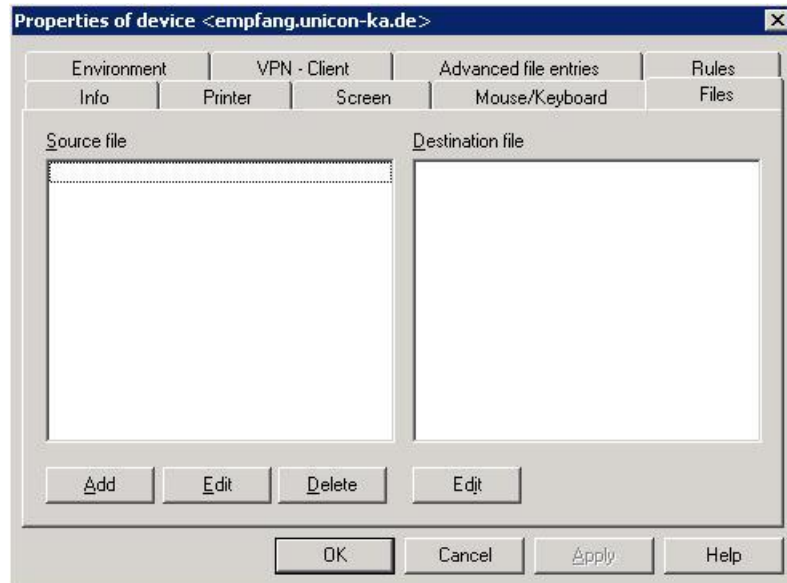 Properties of device <empfang.unicon-ka.de>
Environment VPN - Client Advanced file entries Rules
Info Printer Screen Mouse/Keyboard Files
Source file Destination file
Add Edit Delete Edit
OK Cancel Apply Help